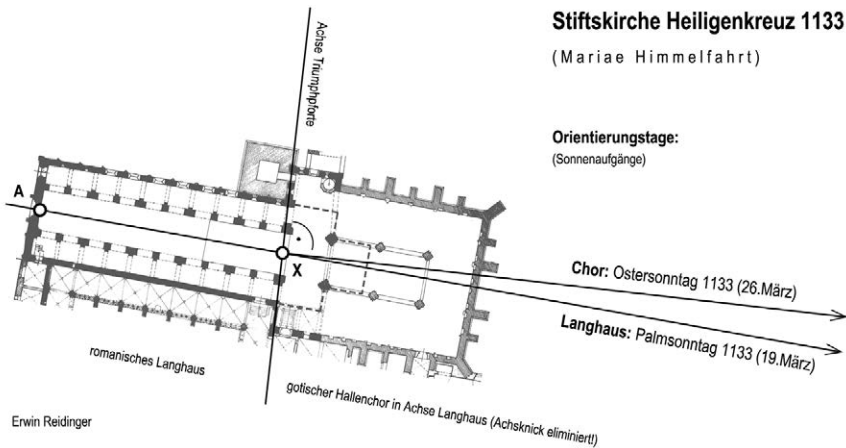 Stiftskirche Heiligenkreuz 1133
(Mariae Himmelfahrt)
Achse Triumphpforte
Orientierungstage:
(Sonnenaufgänge)
A
X
Chor: Ostersonntag 1133 (26.März)
Langhaus: Palmsonntag 1133 (19.März)
romanisches Langhaus
gotischer Hallenchor in Achse Langhaus (Achsknick eliminiert!)
Erwin Reidinger